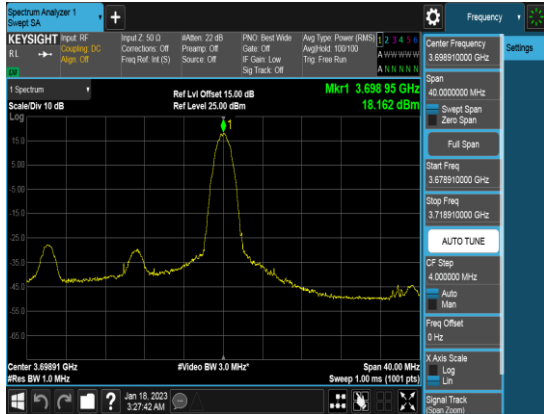 Spectrum Analyzer 1
Swept SA
+
Frequency
KEYSIGHT
RL
Input: RF
Coupling: DC
Align: Off
Input Z: 50 Ω
Corrections: Off
Freq Ref: Int (S)
#Atten: 22 dB
Preamp: Off
Source: Off
PNO: Best Wide
Gate: Off
IF Gain: Low
Sig Track: Off
Avg Type: Power (RMS)
Avg|Hold: 100/100
Trig: Free Run
1 2 3 4 5 6
A W W W W W
A N N N N N
1 Spectrum
Scale/Div 10 dB
Ref Lvl Offset 15.00 dB
Ref Level 25.00 dBm
Mkr1 3.698 95 GHz
18.162 dBm
Log
1
15.0
5.00
-5.00
-15.0
-25.0
-35.0
-45.0
-55.0
-65.0
Center 3.69891 GHz
#Res BW 1.0 MHz
#Video BW 3.0 MHz*
Span 40.00 MHz
Sweep 1.00 ms (1001 pts)
Jan 18, 2023
3:27:42 AM
?
Settings
Center Frequency
3.698910000 GHz
Span
40.0000000 MHz
Swept Span
Zero Span
Full Span
Start Freq
3.678910000 GHz
Stop Freq
3.718910000 GHz
AUTO TUNE
CF Step
4.000000 MHz
Auto
Man
Freq Offset
0 Hz
X Axis Scale
Log
Lin
Signal Track
(Span Zoom)